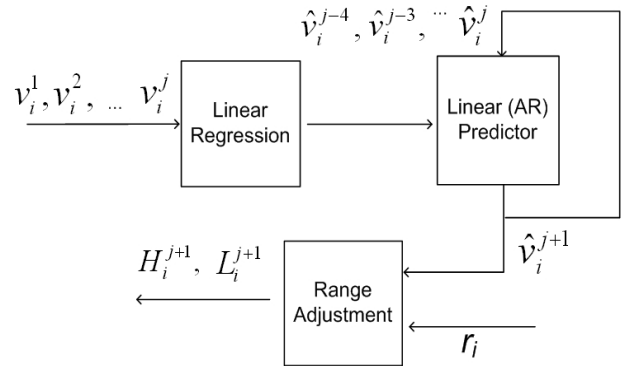 v̂_i^{j-4}, v̂_i^{j-3}, ... v̂_i^j
v_i^1, v_i^2, ... v_i^j
Linear
Regression
Linear (AR)
Predictor
v̂_i^{j+1}
H_i^{j+1}, L_i^{j+1}
Range
Adjustment
r_i